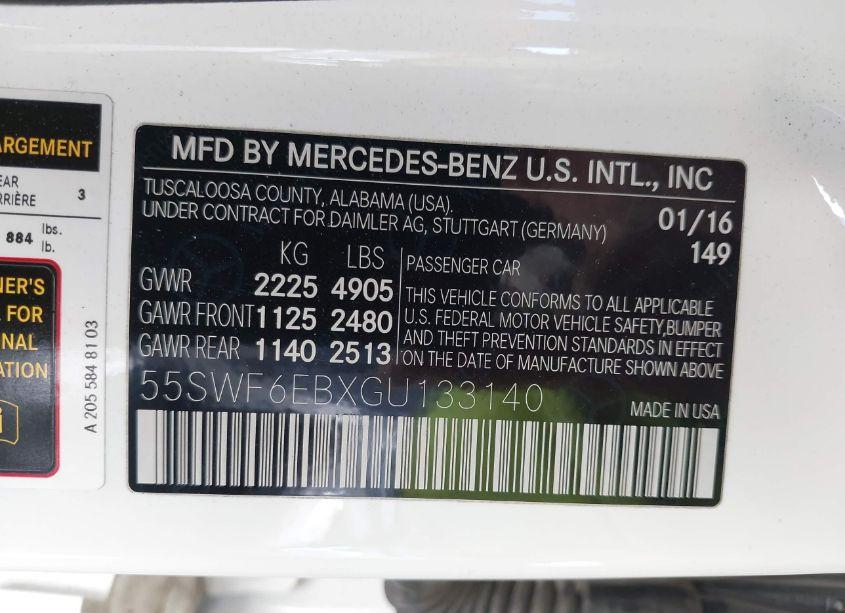 ARGEMENT
EAR
RRIÈRE 3
884 lbs.
lb.
NER'S
FOR
ONAL
ATION
A 205 584 81 03
MFD BY MERCEDES-BENZ U.S. INTL., INC
TUSCALOOSA COUNTY, ALABAMA (USA).
UNDER CONTRACT FOR DAIMLER AG, STUTTGART (GERMANY)
01/16
149
KG LBS
GVWR 2225 4905
GAWR FRONT 1125 2480
GAWR REAR 1140 2513
PASSENGER CAR
THIS VEHICLE CONFORMS TO ALL APPLICABLE
U.S. FEDERAL MOTOR VEHICLE SAFETY,BUMPER
AND THEFT PREVENTION STANDARDS IN EFFECT
ON THE DATE OF MANUFACTURE SHOWN ABOVE
55SWF6EBXGU133140
MADE IN USA